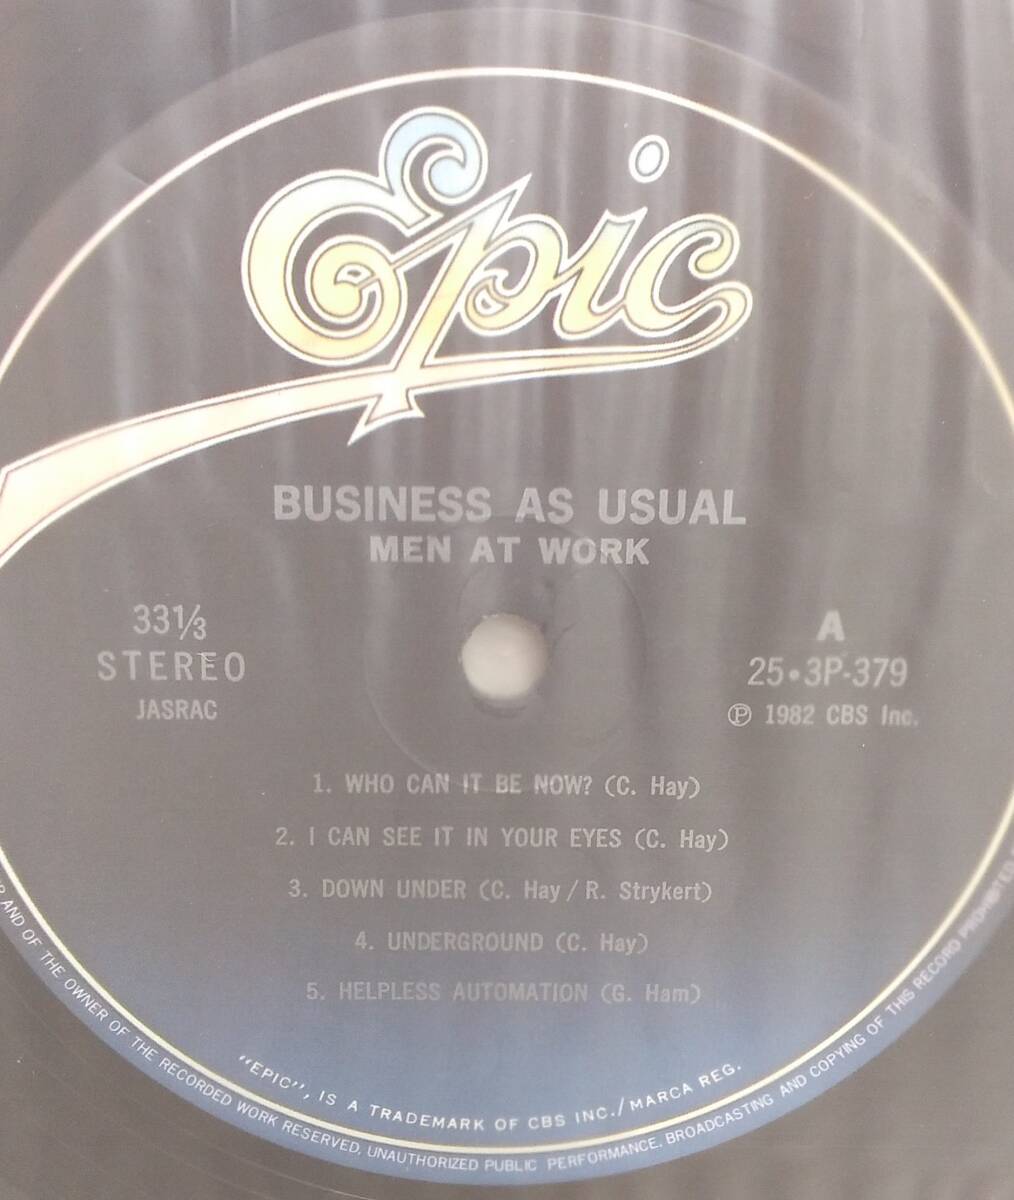 Epic
BUSINESS AS USUAL
MEN AT WORK
33⅓
STEREO
JASRAC
A
25•3P-379
Ⓟ 1982 CBS Inc.
1. WHO CAN IT BE NOW? (C. Hay)
2. I CAN SEE IT IN YOUR EYES (C. Hay)
3. DOWN UNDER (C. Hay / R. Strykert)
4. UNDERGROUND (C. Hay)
5. HELPLESS AUTOMATION (G. Ham)
"EPIC", IS A TRADEMARK OF CBS INC./MARCA REG.
AND OF THE OWNER OF THE RECORDED WORK RESERVED, UNAUTHORIZED PUBLIC PERFORMANCE, BROADCASTING AND COPYING OF THIS RECORD PROHIBITED